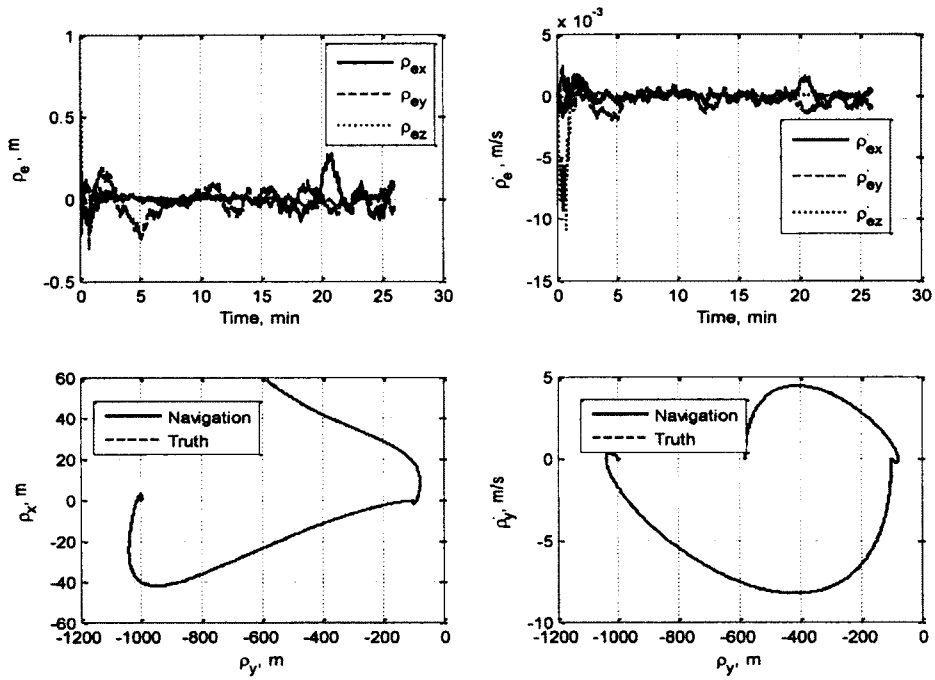 1
0.5
0
-0.5
ρe, m
ρex
ρey
ρez
0 5 10 15 20 25 30
Time, min
x 10-3
5
0
-5
-10
-15
ρ̇e, m/s
ρ̇ex
ρ̇ey
ρ̇ez
0 5 10 15 20 25 30
Time, min
60
40
20
0
-20
-40
-60
ρx, m
Navigation
Truth
-1200 -1000 -800 -600 -400 -200 0
ρy, m
5
0
-5
-10
ρ̇y, m/s
Navigation
Truth
-1200 -1000 -800 -600 -400 -200 0
ρy, m